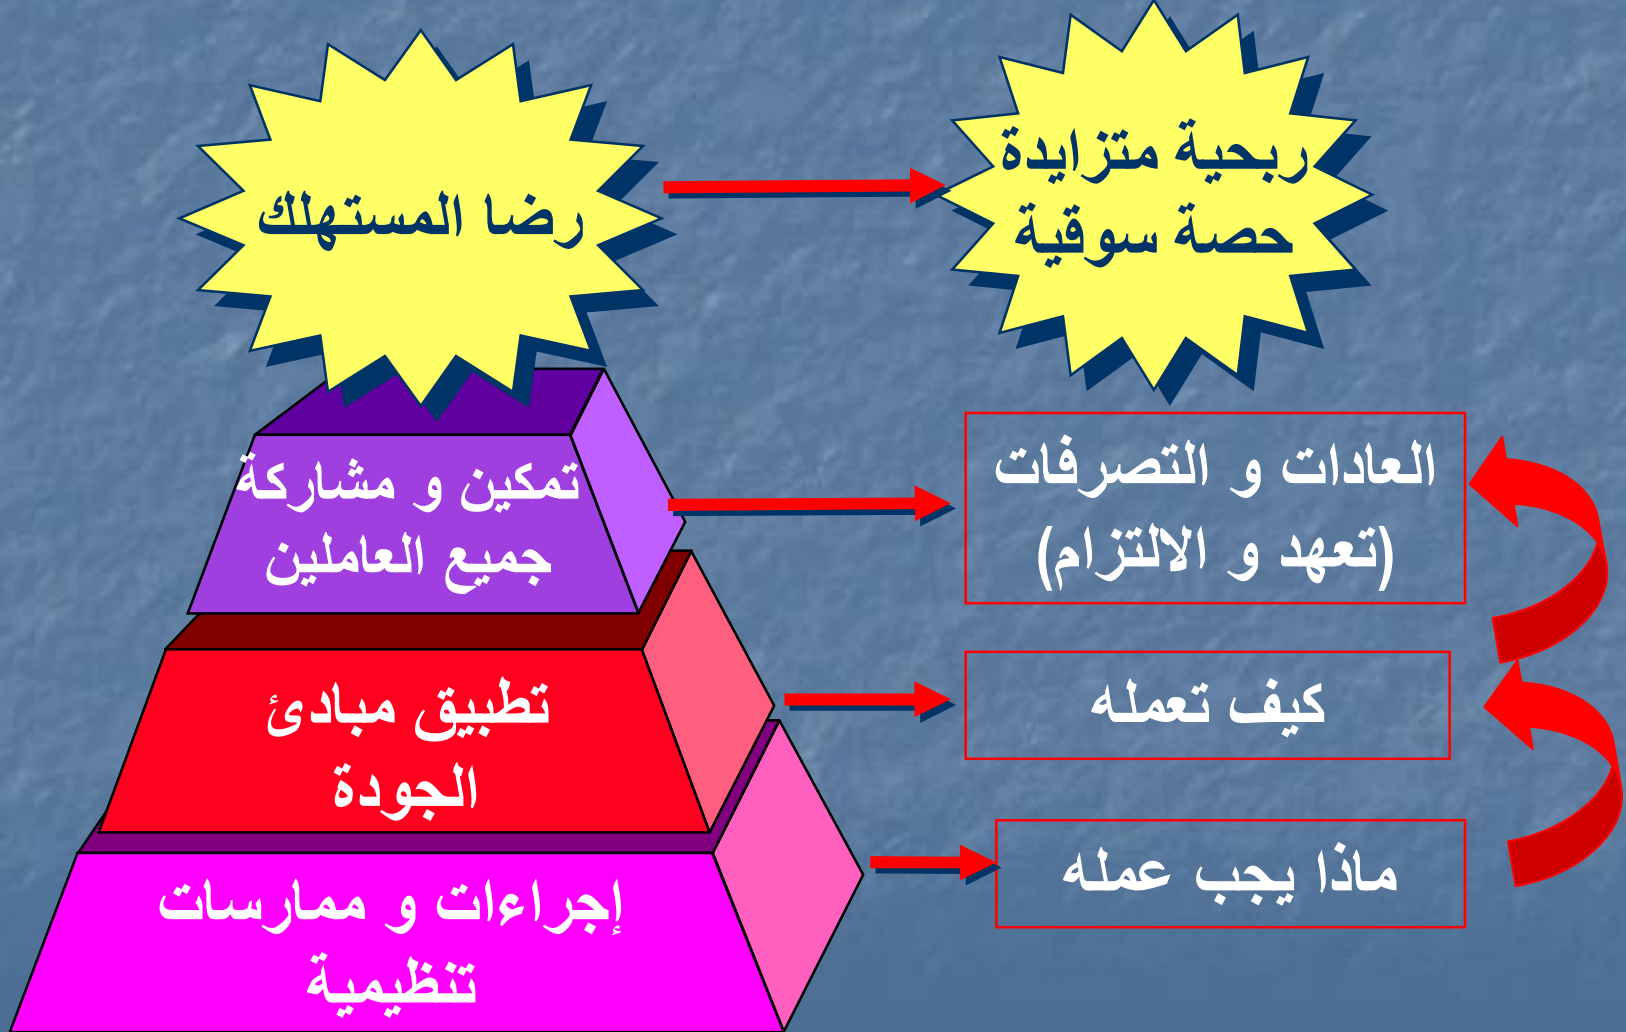 رضا المستهلك
ربحية متزايدة
حصة سوقية
تمكين و مشاركة
جميع العاملين
العادات و التصرفات
(تعهد و الالتزام)
تطبيق مبادئ
الجودة
كيف تعمله
إجراءات و ممارسات
تنظيمية
ماذا يجب عمله